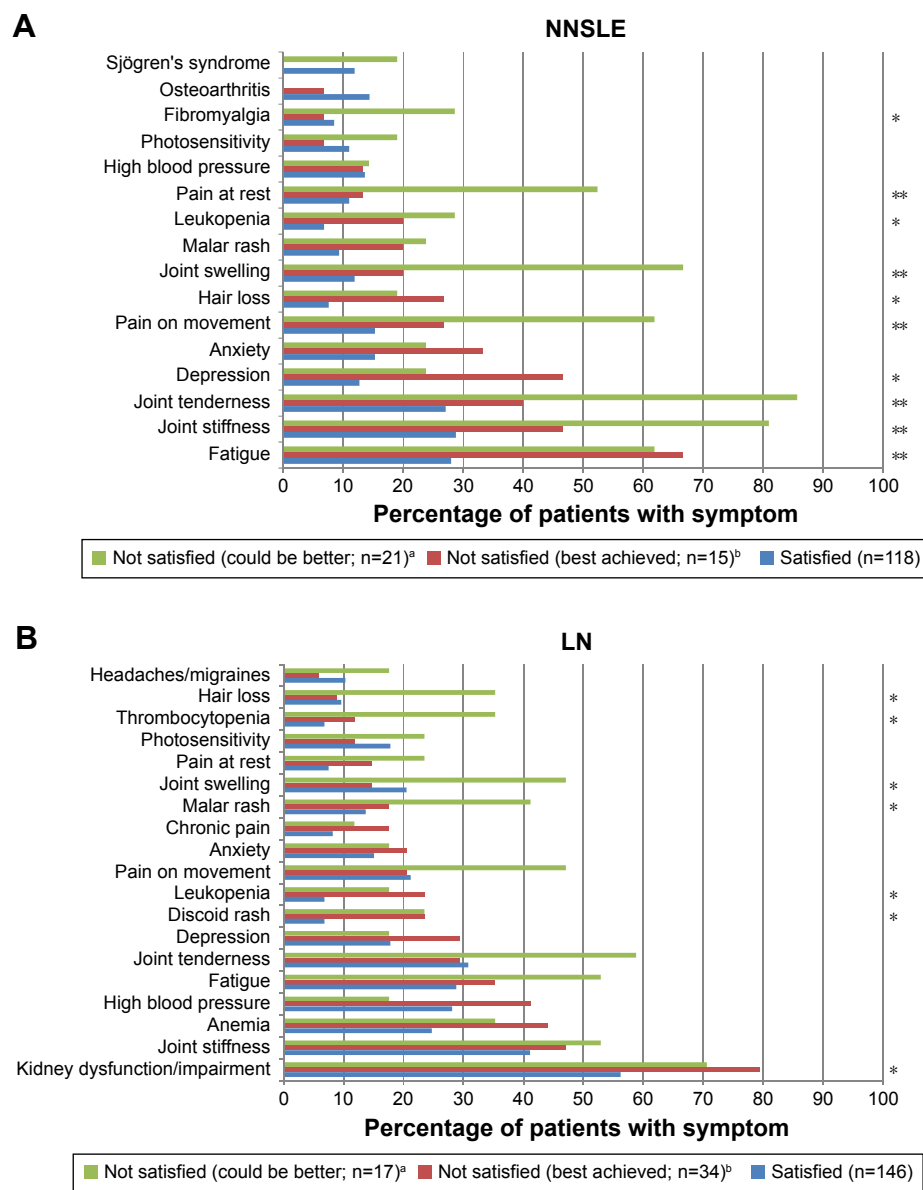 A
NNSLE
Sjögren's syndrome
Osteoarthritis
Fibromyalgia *
Photosensitivity
High blood pressure
Pain at rest **
Leukopenia *
Malar rash
Joint swelling **
Hair loss *
Pain on movement **
Anxiety
Depression *
Joint tenderness **
Joint stiffness **
Fatigue **
0 10 20 30 40 50 60 70 80 90 100
Percentage of patients with symptom
Not satisfied (could be better; n=21)ᵃ Not satisfied (best achieved; n=15)ᵇ Satisfied (n=118)
B
LN
Headaches/migraines
Hair loss *
Thrombocytopenia *
Photosensitivity
Pain at rest
Joint swelling *
Malar rash *
Chronic pain
Anxiety
Pain on movement
Leukopenia *
Discoid rash *
Depression
Joint tenderness
Fatigue
High blood pressure
Anemia
Joint stiffness
Kidney dysfunction/impairment *
0 10 20 30 40 50 60 70 80 90 100
Percentage of patients with symptom
Not satisfied (could be better; n=17)ᵃ Not satisfied (best achieved; n=34)ᵇ Satisfied (n=146)